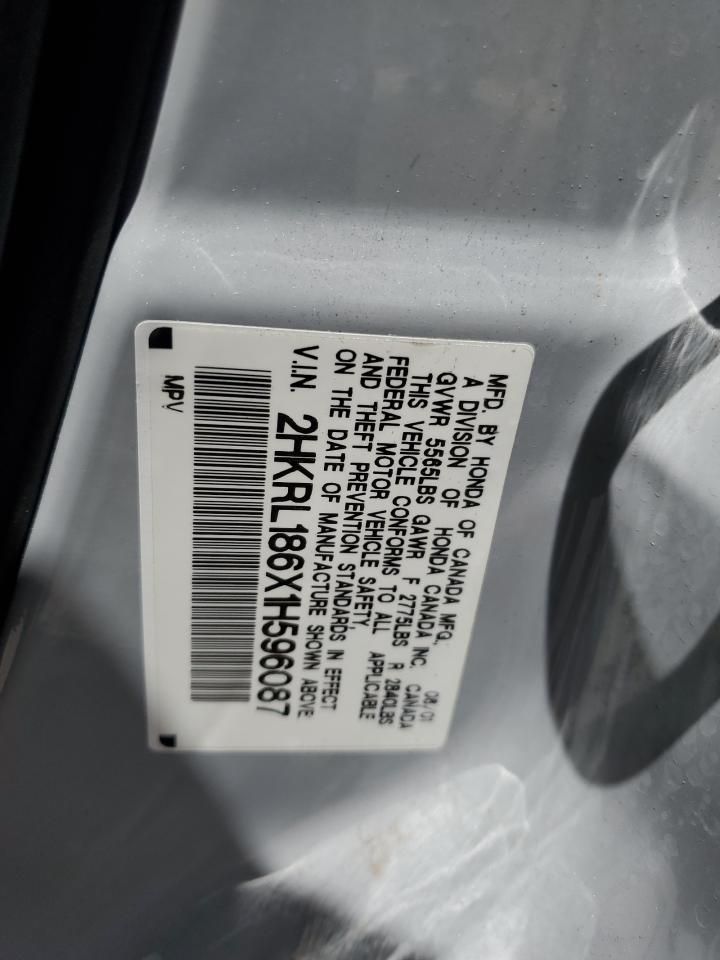 MFD. BY HONDA OF CANADA MFG., 08/01
A DIVISION OF HONDA CANADA INC. CANADA
GVWR 5565LBS GAWR F 2775LBS R 2840LBS
THIS VEHICLE CONFORMS TO ALL APPLICABLE
FEDERAL MOTOR VEHICLE SAFETY,
AND THEFT PREVENTION STANDARDS IN EFFECT
ON THE DATE OF MANUFACTURE SHOWN ABOVE.
V.I.N. 2HKRL186X1H596087
MPV